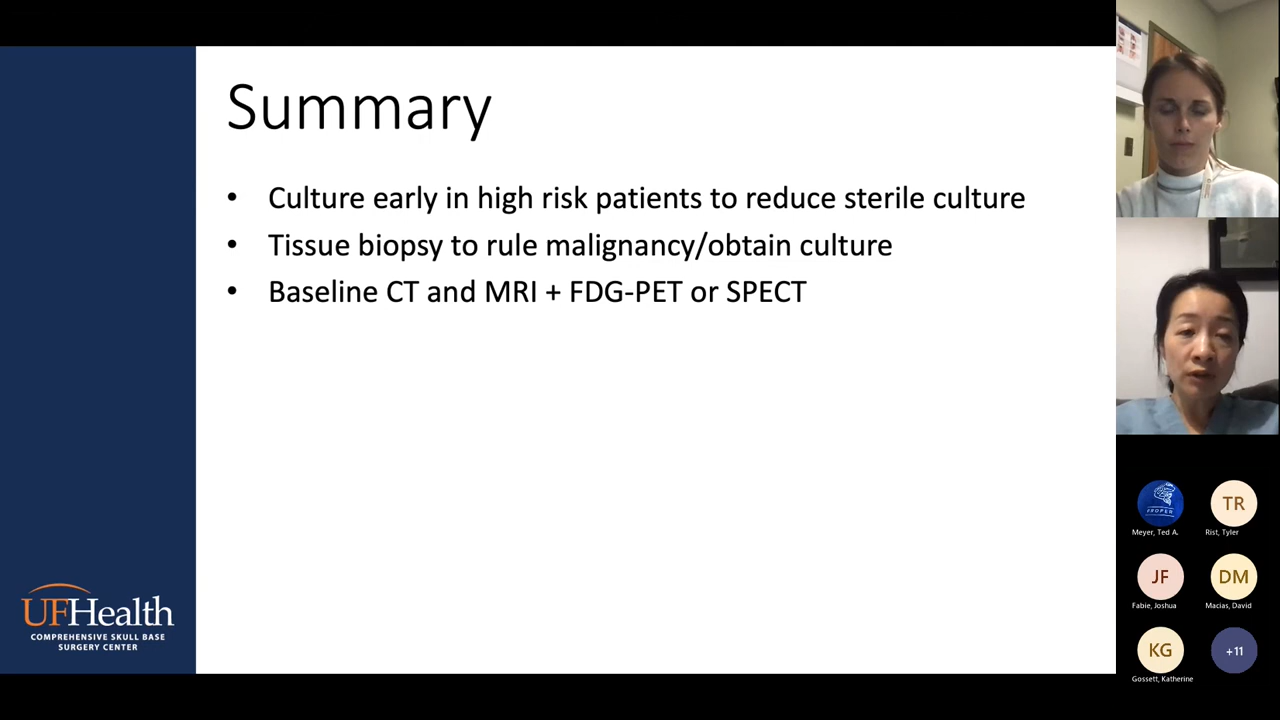 Summary
• Culture early in high risk patients to reduce sterile culture
• Tissue biopsy to rule malignancy/obtain culture
• Baseline CT and MRI + FDG-PET or SPECT
UFHealth
COMPREHENSIVE SKULL BASE
SURGERY CENTER
PROPEL
Meyer, Ted A.
TR
Rist, Tyler
JF
Fabie, Joshua
DM
Macias, David
KG
Gossett, Katherine
+11